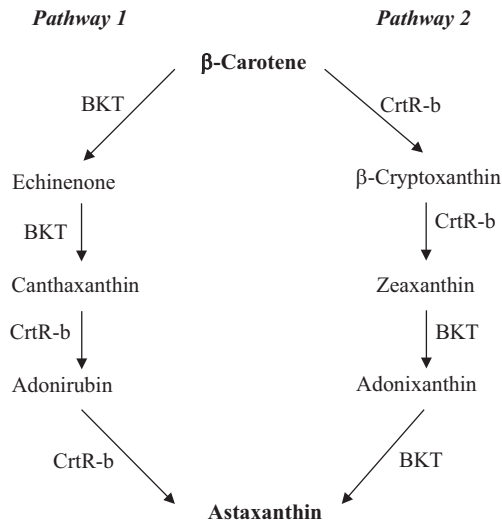 Pathway 1
Pathway 2
β-Carotene
BKT
CrtR-b
Echinenone
β-Cryptoxanthin
BKT
CrtR-b
Canthaxanthin
Zeaxanthin
CrtR-b
BKT
Adonirubin
Adonixanthin
CrtR-b
BKT
Astaxanthin